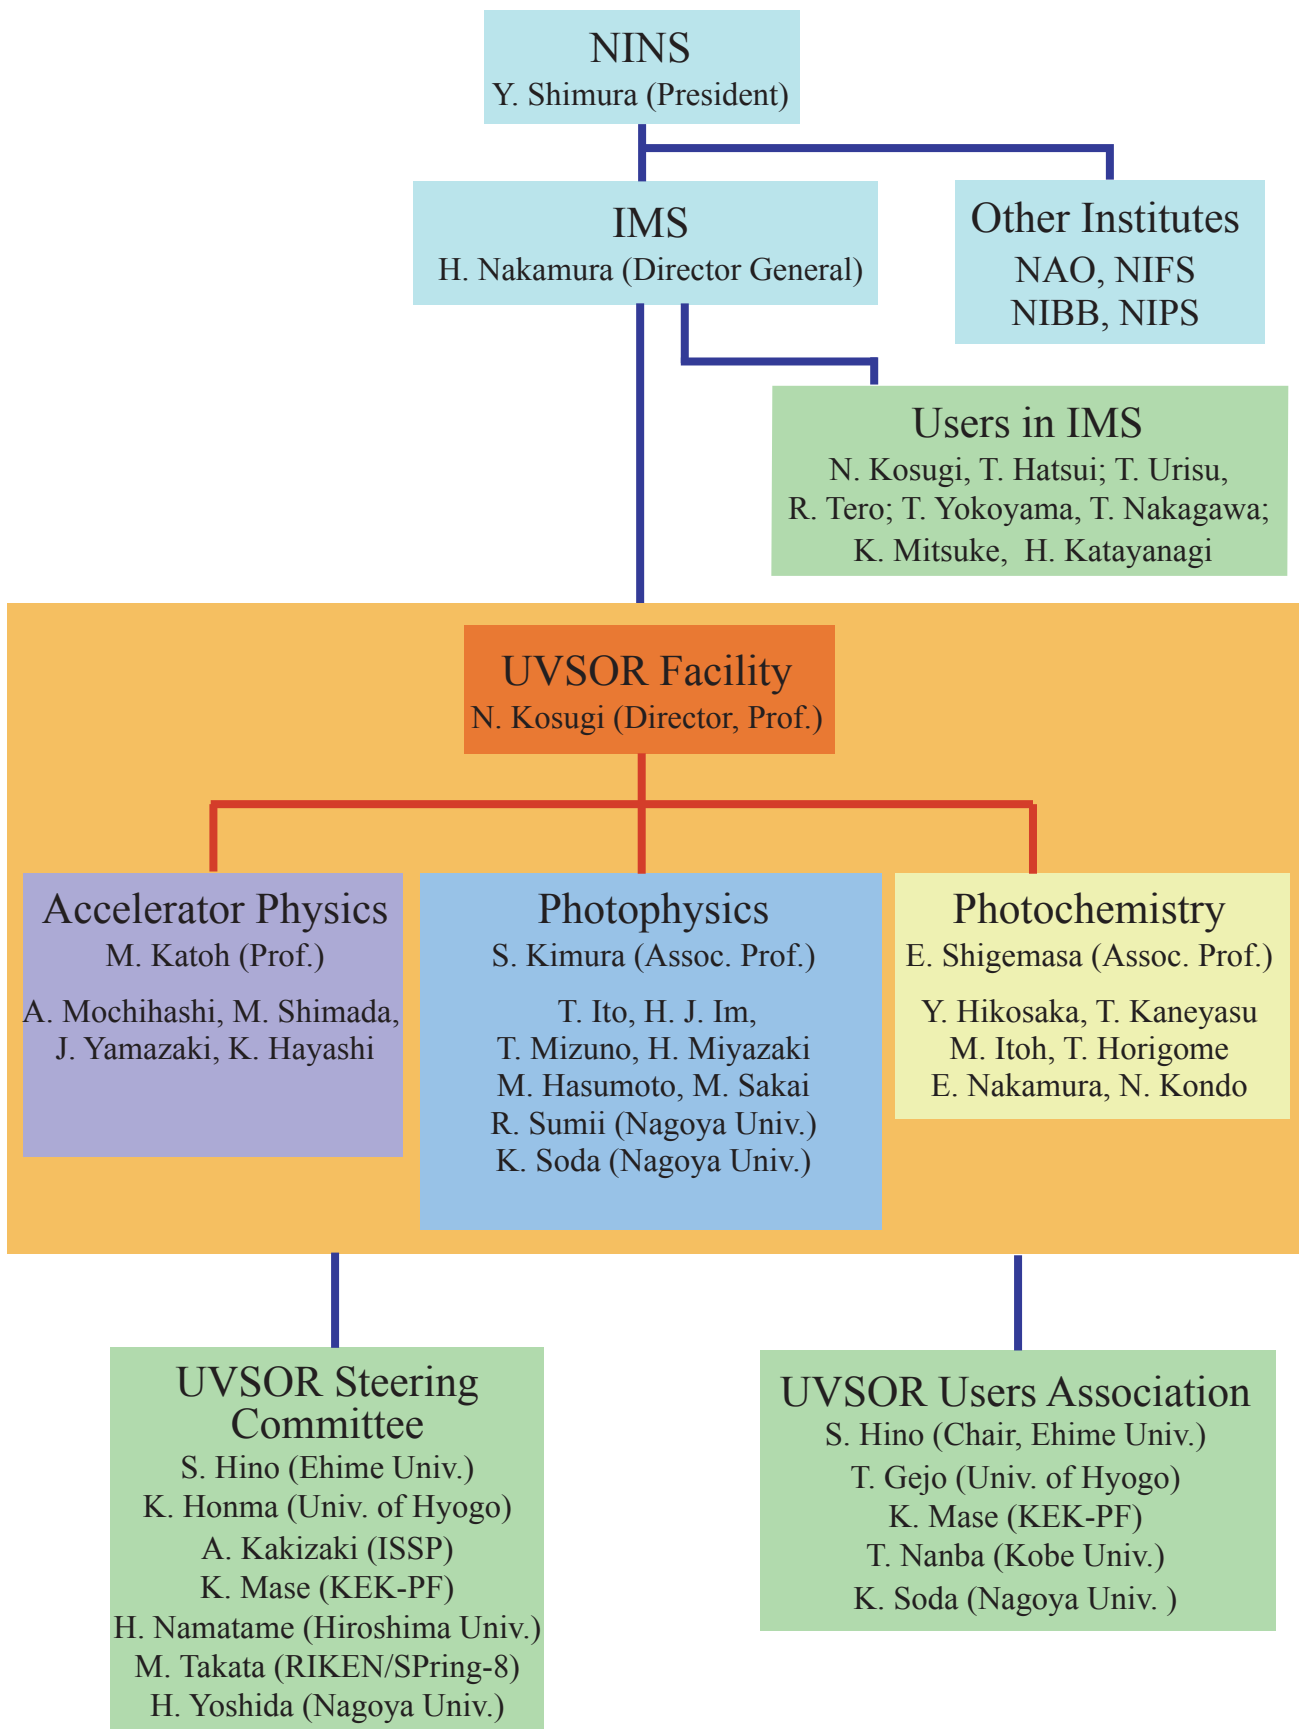 NINS
Y. Shimura (President)
IMS
H. Nakamura (Director General)
Other Institutes
NAO, NIFS
NIBB, NIPS
Users in IMS
N. Kosugi, T. Hatsui; T. Urisu,
R. Tero; T. Yokoyama, T. Nakagawa;
K. Mitsuke, H. Katayanagi
UVSOR Facility
N. Kosugi (Director, Prof.)
Accelerator Physics
M. Katoh (Prof.)
A. Mochihashi, M. Shimada,
J. Yamazaki, K. Hayashi
Photophysics
S. Kimura (Assoc. Prof.)
T. Ito, H. J. Im,
T. Mizuno, H. Miyazaki
M. Hasumoto, M. Sakai
R. Sumii (Nagoya Univ.)
K. Soda (Nagoya Univ.)
Photochemistry
E. Shigemasa (Assoc. Prof.)
Y. Hikosaka, T. Kaneyasu
M. Itoh, T. Horigome
E. Nakamura, N. Kondo
UVSOR Steering
Committee
S. Hino (Ehime Univ.)
K. Honma (Univ. of Hyogo)
A. Kakizaki (ISSP)
K. Mase (KEK-PF)
H. Namatame (Hiroshima Univ.)
M. Takata (RIKEN/SPring-8)
H. Yoshida (Nagoya Univ.)
UVSOR Users Association
S. Hino (Chair, Ehime Univ.)
T. Gejo (Univ. of Hyogo)
K. Mase (KEK-PF)
T. Nanba (Kobe Univ.)
K. Soda (Nagoya Univ. )